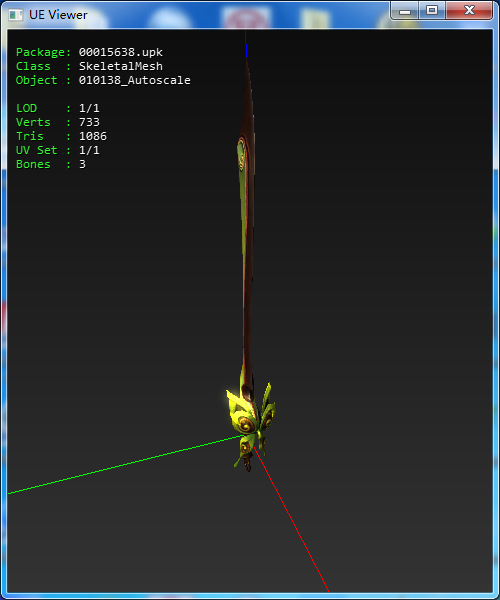 UE Viewer
Package: 00015638.upk
Class : SkeletalMesh
Object : 010138_Autoscale
LOD : 1/1
Verts : 733
Tris : 1086
UV Set : 1/1
Bones : 3